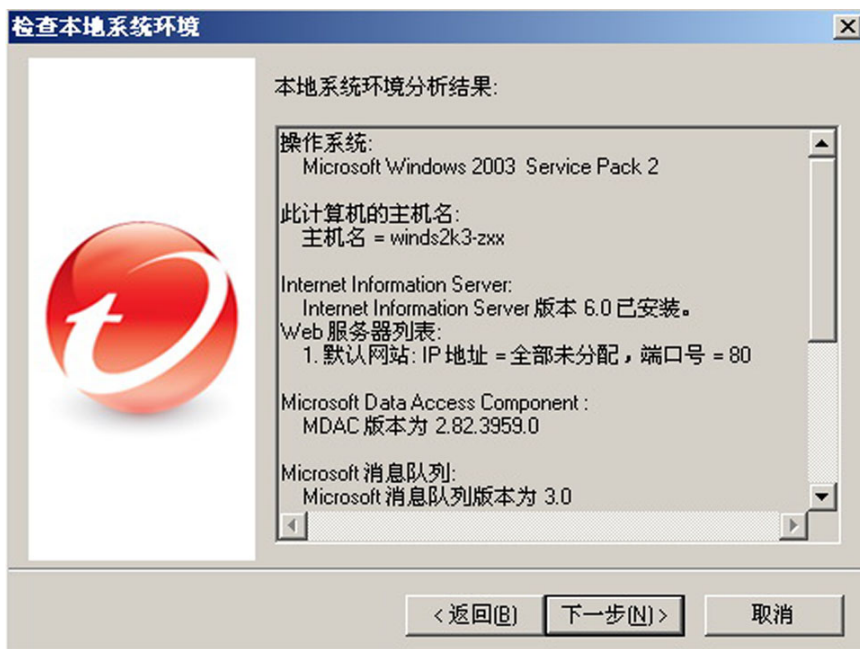 检查本地系统环境
本地系统环境分析结果:
操作系统:
Microsoft Windows 2003 Service Pack 2
此计算机的主机名:
主机名 = winds2k3-zxx
Internet Information Server:
Internet Information Server 版本 6.0 已安装。
Web 服务器列表:
1. 默认网站: IP 地址 = 全部未分配，端口号 = 80
Microsoft Data Access Component :
MDAC 版本为 2.82.3959.0
Microsoft 消息队列:
Microsoft 消息队列版本为 3.0
< 返回(B) 下一步(N) > 取消